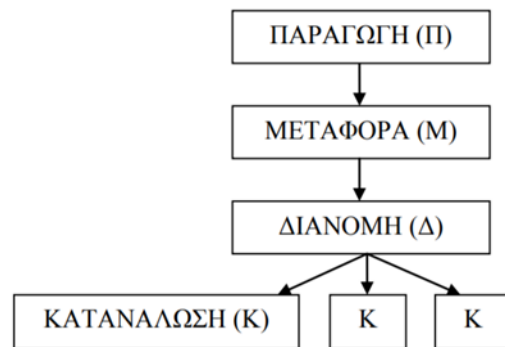 ΠΑΡΑΓΩΓΗ (Π)
ΜΕΤΑΦΟΡΑ (Μ)
ΔΙΑΝΟΜΗ (Δ)
ΚΑΤΑΝΑΛΩΣΗ (Κ) Κ Κ